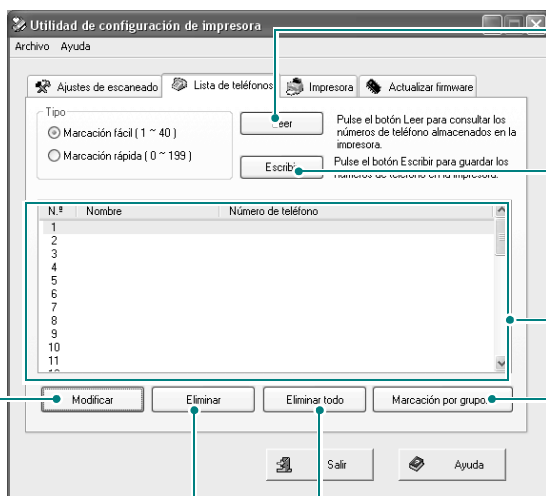 Utilidad de configuración de impresora
Archivo Ayuda
Ajustes de escaneado Lista de teléfonos Impresora Actualizar firmware
Tipo
Marcación fácil ( 1 ~ 40 )
Marcación rápida ( 0 ~ 199 )
Leer
Pulse el botón Leer para consultar los
números de teléfono almacenados en la
impresora.
Escribir
Pulse el botón Escribir para guardar los
números de teléfono en la impresora.
N.º Nombre Número de teléfono
1
2
3
4
5
6
7
8
9
10
11
Modificar Eliminar Eliminar todo Marcación por grupo.
Salir Ayuda